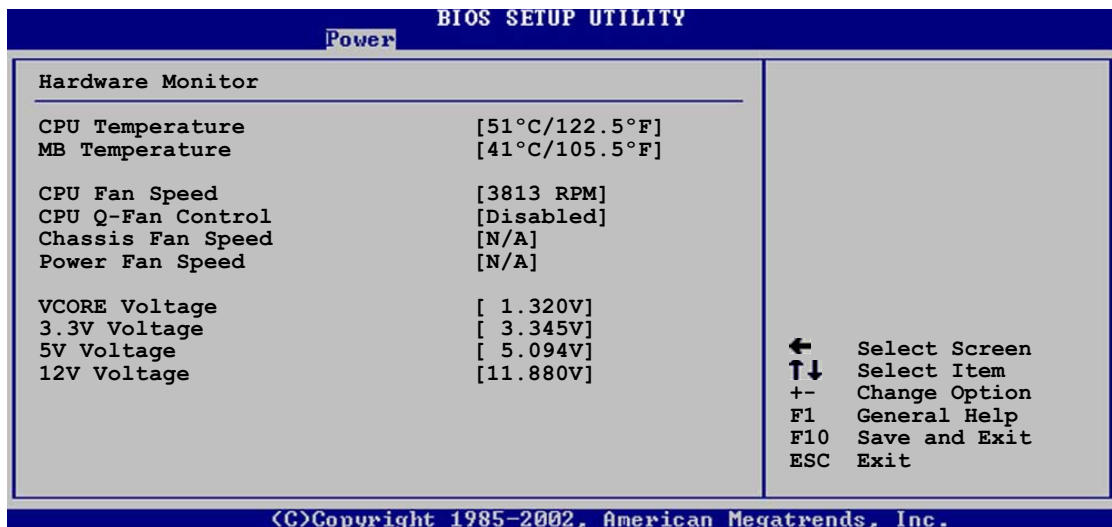 BIOS SETUP UTILITY
Power
Hardware Monitor
CPU Temperature [51°C/122.5°F]
MB Temperature [41°C/105.5°F]
CPU Fan Speed [3813 RPM]
CPU Q-Fan Control [Disabled]
Chassis Fan Speed [N/A]
Power Fan Speed [N/A]
VCORE Voltage [ 1.320V]
3.3V Voltage [ 3.345V]
5V Voltage [ 5.094V]
12V Voltage [11.880V]
← Select Screen
↑↓ Select Item
+- Change Option
F1 General Help
F10 Save and Exit
ESC Exit
(C)Copyright 1985-2002, American Megatrends, Inc.